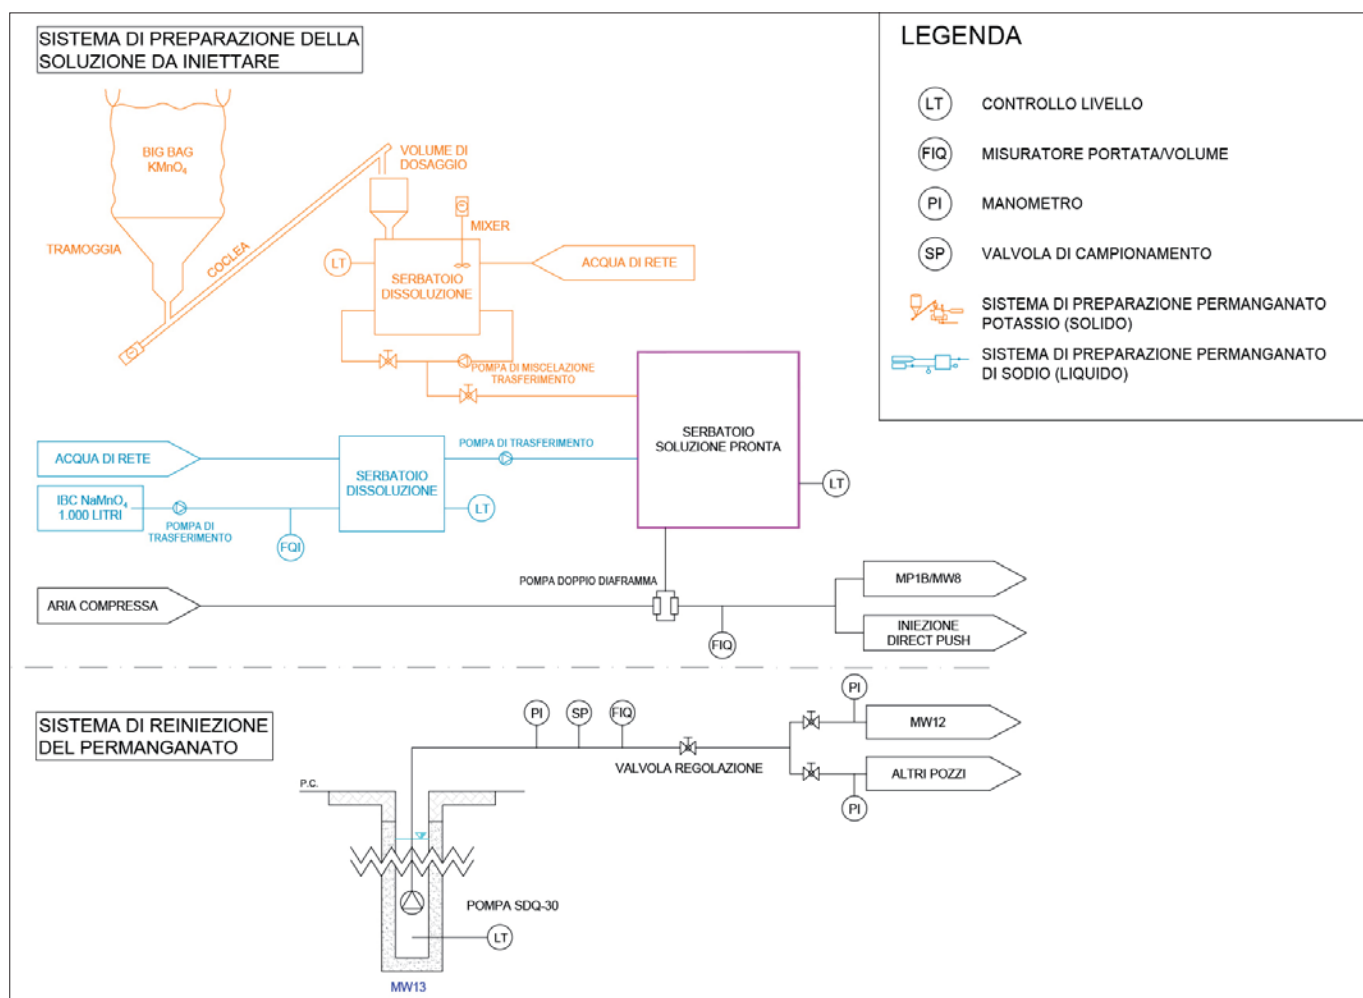 SISTEMA DI PREPARAZIONE DELLA
SOLUZIONE DA INIETTARE
BIG BAG
KMnO₄
TRAMOGGIA
COCLEA
VOLUME DI
DOSAGGIO
MIXER
LT
SERBATOIO
DISSOLUZIONE
ACQUA DI RETE
POMPA DI MISCELAZIONE
TRASFERIMENTO
ACQUA DI RETE
IBC NaMnO₄
1.000 LITRI
POMPA DI
TRASFERIMENTO
FQI
SERBATOIO
DISSOLUZIONE
LT
POMPA DI TRASFERIMENTO
SERBATOIO
SOLUZIONE PRONTA
LT
POMPA DOPPIO DIAFRAMMA
ARIA COMPRESSA
FIQ
MP1B/MW8
INIEZIONE
DIRECT PUSH
LEGENDA
LT
CONTROLLO LIVELLO
FIQ
MISURATORE PORTATA/VOLUME
PI
MANOMETRO
SP
VALVOLA DI CAMPIONAMENTO
SISTEMA DI PREPARAZIONE PERMANGANATO
POTASSIO (SOLIDO)
SISTEMA DI PREPARAZIONE PERMANGANATO
DI SODIO (LIQUIDO)
SISTEMA DI REINIEZIONE
DEL PERMANGANATO
P.C.
PI
SP
FIQ
VALVOLA REGOLAZIONE
PI
MW12
ALTRI POZZI
PI
POMPA SDQ-30
LT
MW13